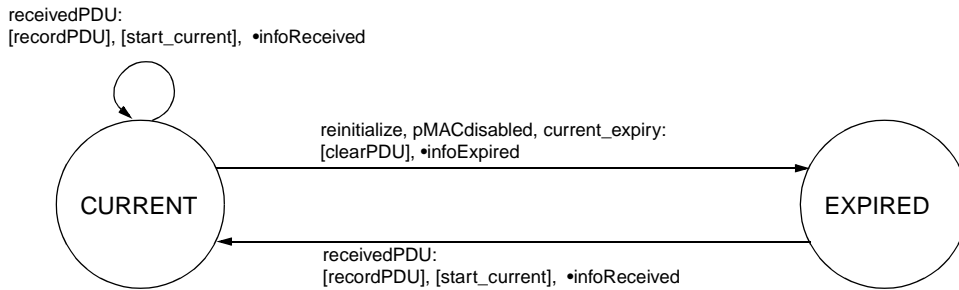 receivedPDU:
[recordPDU], [start_current], •infoReceived
reinitialize, pMACdisabled, current_expiry:
[clearPDU], •infoExpired
CURRENT
EXPIRED
receivedPDU:
[recordPDU], [start_current], •infoReceived